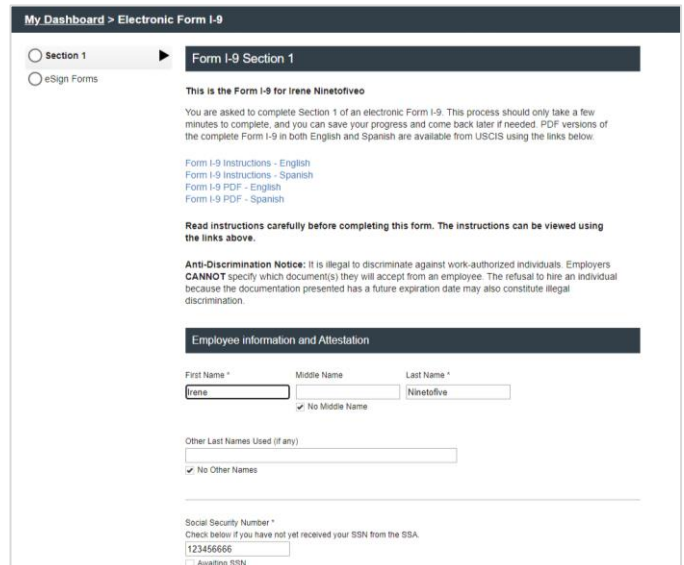 My Dashboard > Electronic Form I-9
Section 1
eSign Forms
Form I-9 Section 1
This is the Form I-9 for Irene Ninetofiveo
You are asked to complete Section 1 of an electronic Form I-9. This process should only take a few
minutes to complete, and you can save your progress and come back later if needed. PDF versions of
the complete Form I-9 in both English and Spanish are available from USCIS using the links below.
Form I-9 Instructions - English
Form I-9 Instructions - Spanish
Form I-9 PDF - English
Form I-9 PDF - Spanish
Read instructions carefully before completing this form. The instructions can be viewed using
the links above.
Anti-Discrimination Notice: It is illegal to discriminate against work-authorized individuals. Employers
CANNOT specify which document(s) they will accept from an employee. The refusal to hire an individual
because the documentation presented has a future expiration date may also constitute illegal
discrimination.
Employee information and Attestation
First Name * Middle Name Last Name *
Irene Ninetofive
No Middle Name
Other Last Names Used (if any)
No Other Names
Social Security Number *
Check below if you have not yet received your SSN from the SSA.
123456666
Awaiting SSN